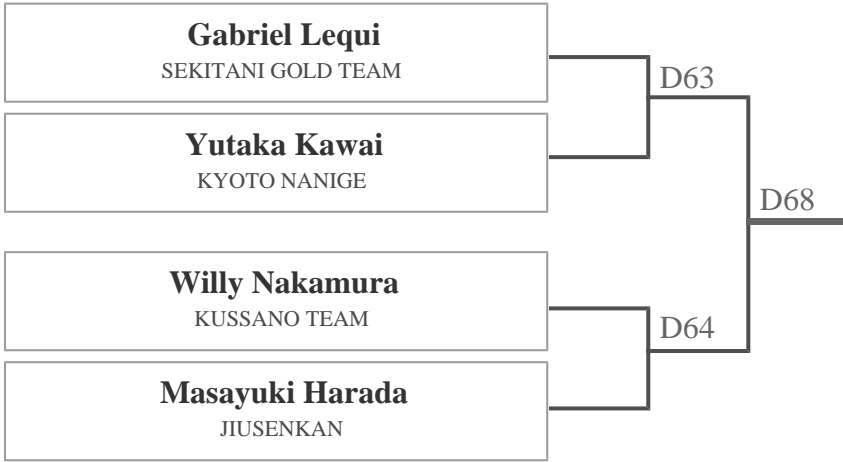 Gabriel Lequi
SEKITANI GOLD TEAM
D63
Yutaka Kawai
KYOTO NANIGE
D68
Willy Nakamura
KUSSANO TEAM
D64
Masayuki Harada
JIUSENKAN